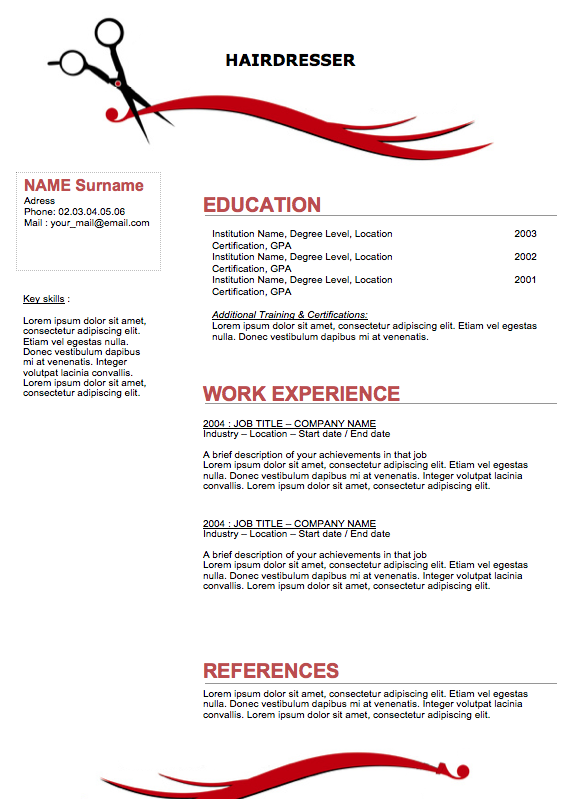 HAIRDRESSER
NAME Surname
Adress
Phone: 02.03.04.05.06
Mail : your_mail@email.com
Key skills :
Lorem ipsum dolor sit amet,
consectetur adipiscing elit.
Etiam vel egestas nulla.
Donec vestibulum dapibus
mi at venenatis. Integer
volutpat lacinia convallis.
Lorem ipsum dolor sit amet,
consectetur adipiscing elit.
EDUCATION
Institution Name, Degree Level, Location 2003
Certification, GPA
Institution Name, Degree Level, Location 2002
Certification, GPA
Institution Name, Degree Level, Location 2001
Certification, GPA
Additional Training & Certifications:
Lorem ipsum dolor sit amet, consectetur adipiscing elit. Etiam vel egestas
nulla. Donec vestibulum dapibus mi at venenatis.
WORK EXPERIENCE
2004 : JOB TITLE – COMPANY NAME
Industry – Location – Start date / End date
A brief description of your achievements in that job
Lorem ipsum dolor sit amet, consectetur adipiscing elit. Etiam vel egestas
nulla. Donec vestibulum dapibus mi at venenatis. Integer volutpat lacinia
convallis. Lorem ipsum dolor sit amet, consectetur adipiscing elit.
2004 : JOB TITLE – COMPANY NAME
Industry – Location – Start date / End date
A brief description of your achievements in that job
Lorem ipsum dolor sit amet, consectetur adipiscing elit. Etiam vel egestas
nulla. Donec vestibulum dapibus mi at venenatis. Integer volutpat lacinia
convallis. Lorem ipsum dolor sit amet, consectetur adipiscing elit.
REFERENCES
Lorem ipsum dolor sit amet, consectetur adipiscing elit. Etiam vel egestas
nulla. Donec vestibulum dapibus mi at venenatis. Integer volutpat lacinia
convallis. Lorem ipsum dolor sit amet, consectetur adipiscing elit.